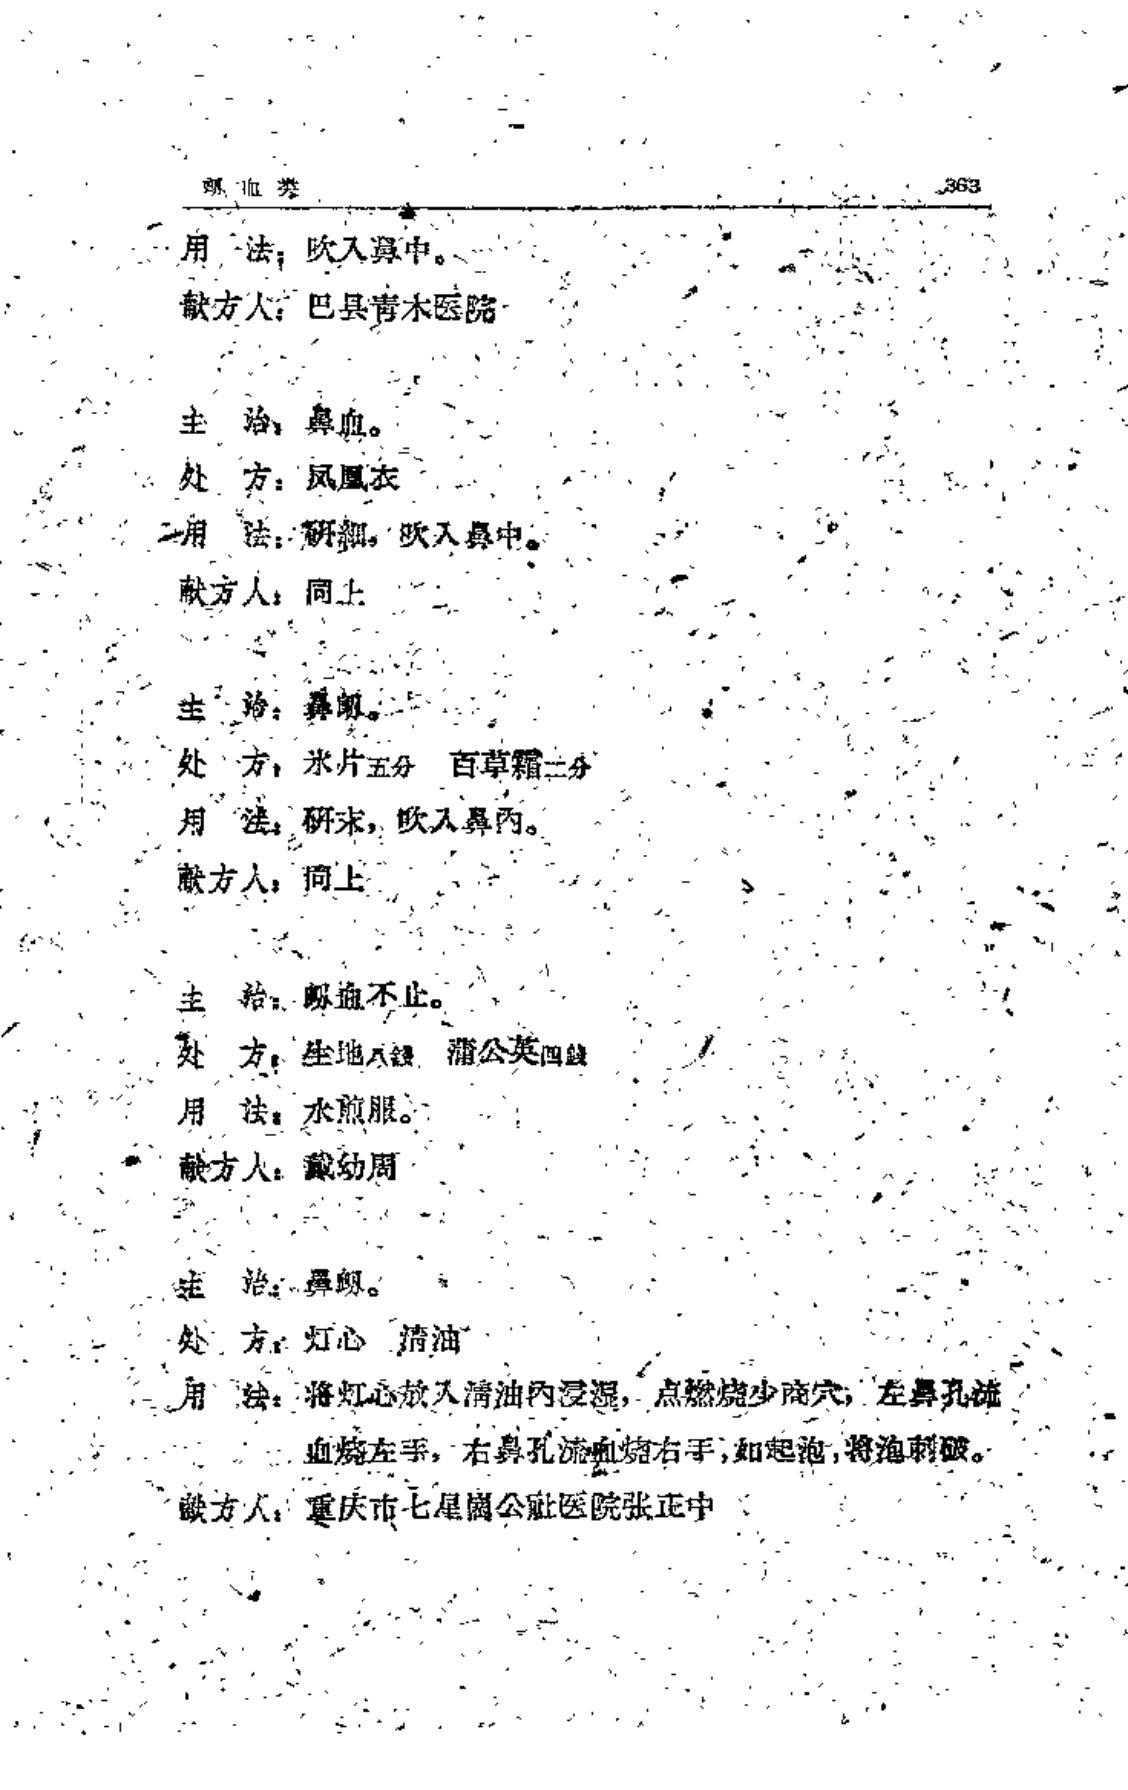 衄血类 363
用 法：吹入鼻中。
献方人：巴县青木医院
主 治：鼻血。
处 方：凤凰衣
用 法：研細，吹入鼻中。
献方人：同上
主 治：鼻衄。
处 方：冰片五分 百草霜二分
用 法：研末，吹入鼻內。
献方人：同上
主 治：衄血不止。
处 方：生地八錢 蒲公英四錢
用 法：水煎服。
献方人：戴幼周
主 治：鼻衄。
处 方：灯心 清油
用 法：将灯心放入清油內浸湿，点燃烧少商穴，左鼻孔流
血烧左手，右鼻孔流血烧右手，如起泡，将泡刺破。
献方人：重庆市七星崗公社医院张正中